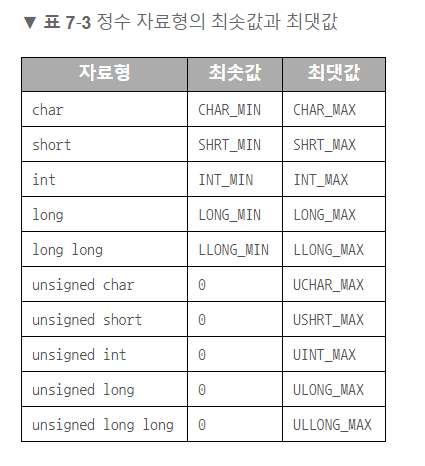 ▼ 표 7-3 정수 자료형의 최솟값과 최댓값
자료형 최솟값 최댓값
char CHAR_MIN CHAR_MAX
short SHRT_MIN SHRT_MAX
int INT_MIN INT_MAX
long LONG_MIN LONG_MAX
long long LLONG_MIN LLONG_MAX
unsigned char 0 UCHAR_MAX
unsigned short 0 USHRT_MAX
unsigned int 0 UINT_MAX
unsigned long 0 ULONG_MAX
unsigned long long 0 ULLONG_MAX